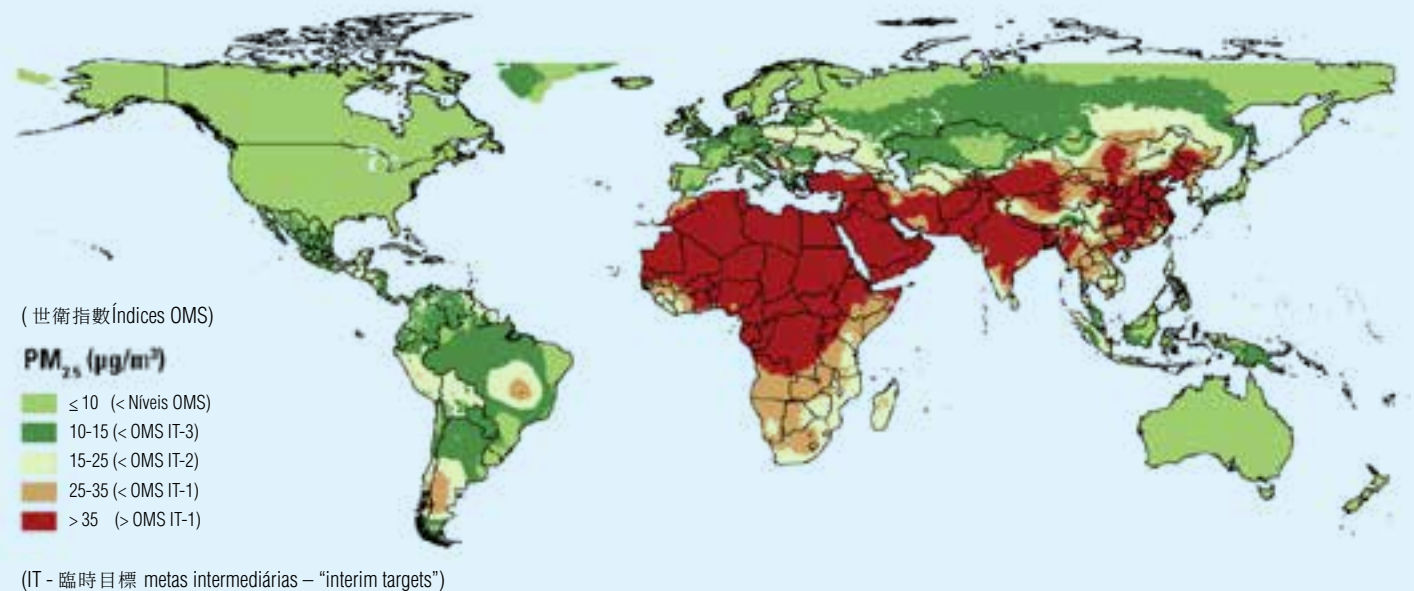 ( 世衛指數Índices OMS)
PM₂.₅ (µg/m³)
≤ 10 (< Níveis OMS)
10-15 (< OMS IT-3)
15-25 (< OMS IT-2)
25-35 (< OMS IT-1)
> 35 (> OMS IT-1)
(IT - 臨時目標 metas intermediárias – “interim targets”)